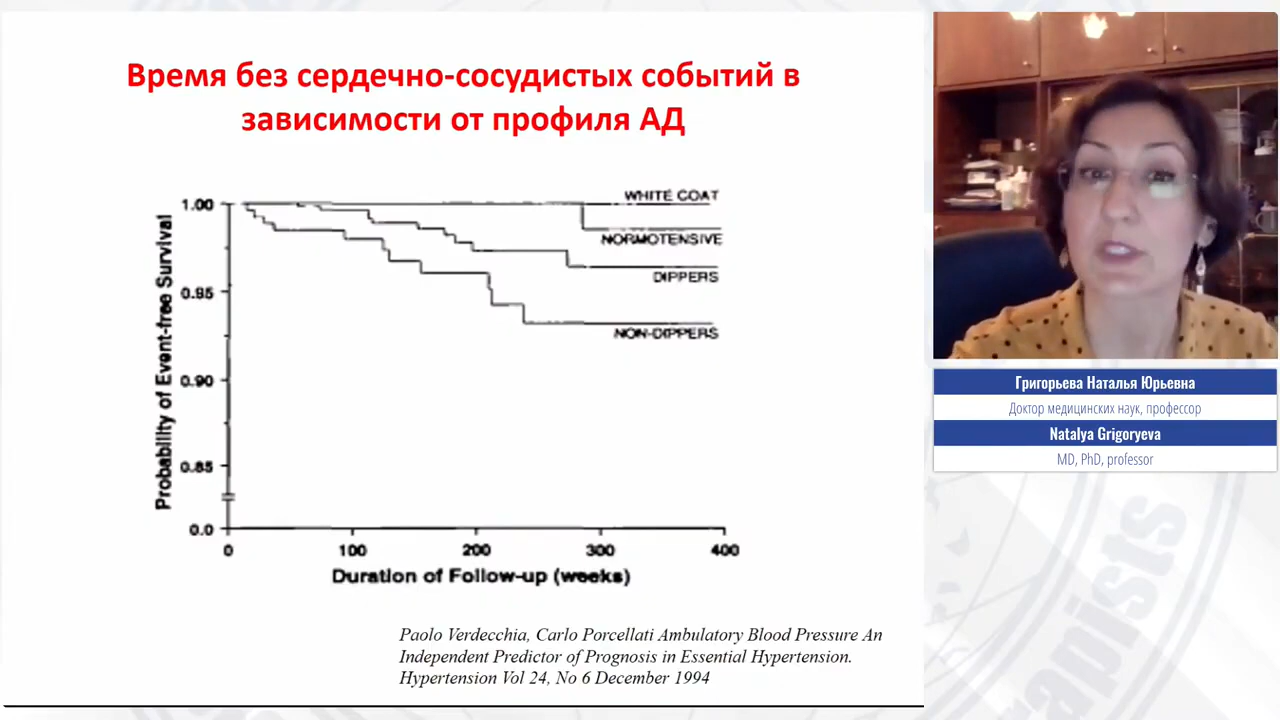 Время без сердечно-сосудистых событий в
зависимости от профиля АД
WHITE COAT
NORMOTENSIVE
DIPPERS
NON-DIPPERS
Probability of Event-free Survival
1.00
0.95
0.90
0.85
0.0
0 100 200 300 400
Duration of Follow-up (weeks)
Paolo Verdecchia, Carlo Porcellati Ambulatory Blood Pressure An
Independent Predictor of Prognosis in Essential Hypertension.
Hypertension Vol 24, No 6 December 1994
Григорьева Наталья Юрьевна
Доктор медицинских наук, профессор
Natalya Grigoryeva
MD, PhD, professor